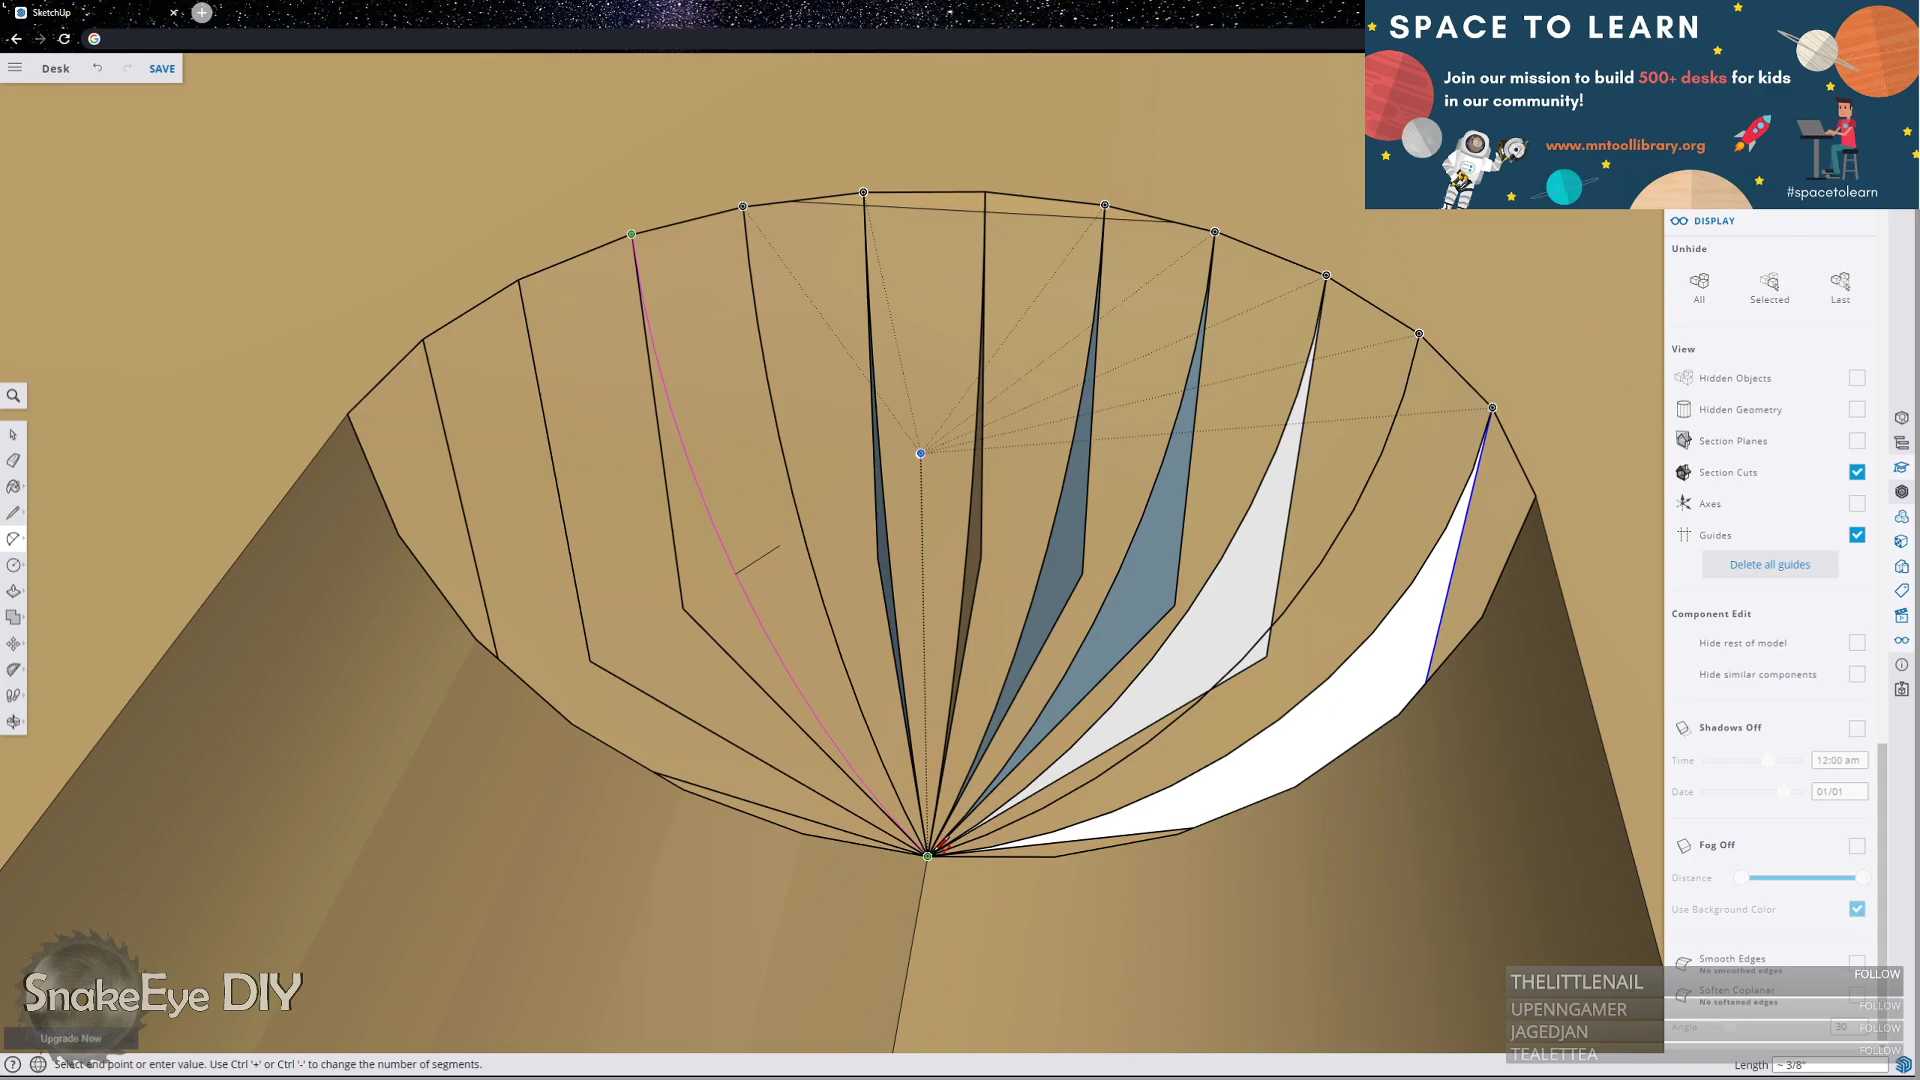 SketchUp
SPACE TO LEARN
Join our mission to build 500+ desks for kids
in our community!
www.mntoollibrary.org
#spacetolearn
Desk
SAVE
DISPLAY
Unhide
All
Selected
Last
View
Hidden Objects
Hidden Geometry
Section Planes
Section Cuts
Axes
Guides
Delete all guides
Component Edit
Hide rest of model
Hide similar components
Shadows Off
Time
12:00 am
Date
01/01
Fog Off
Distance
Use Background Color
Smooth Edges
No smoothed edges
Soften Coplanar
No softened edges
Angle
30
THELITTLENAIL
FOLLOW
UPENNGAMER
FOLLOW
JAGEDJAN
FOLLOW
TEALETTEA
FOLLOW
SnakeEye DIY
Upgrade Now
Select end point or enter value. Use Ctrl '+' or Ctrl '-' to change the number of segments.
Length
~ 3/8"